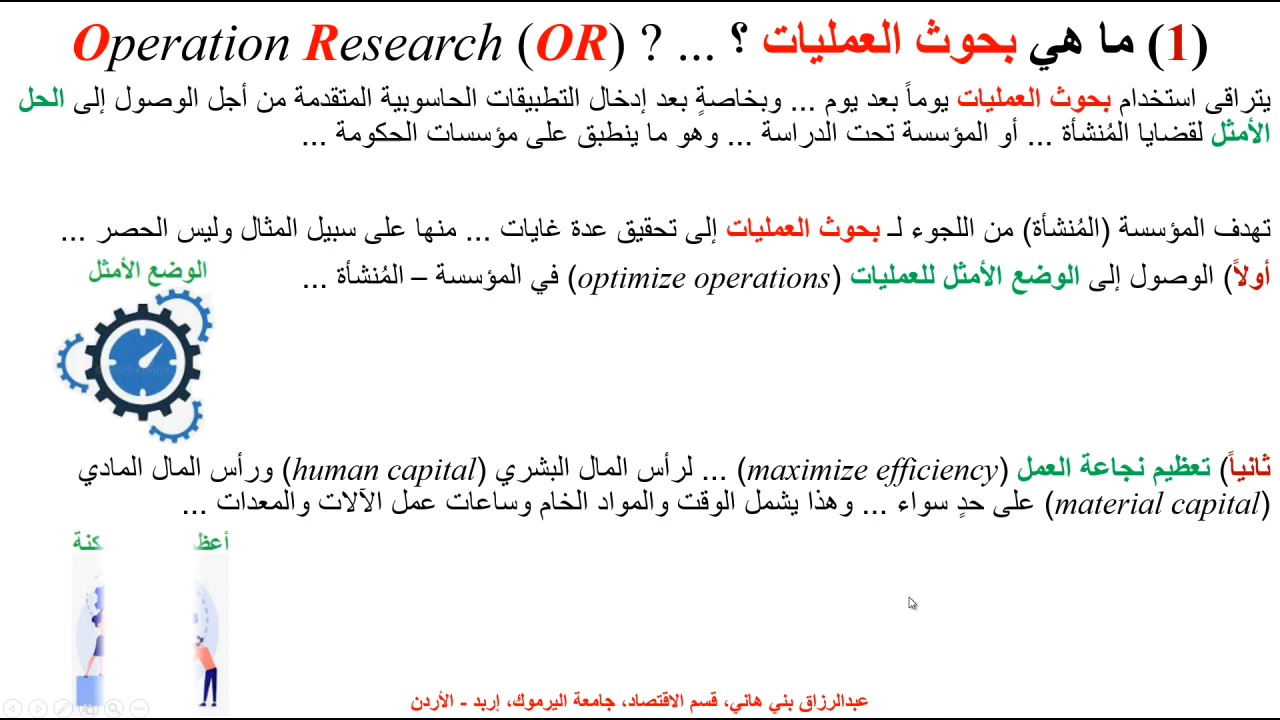 (1) ما هي بحوث العمليات ؟ ... ? Operation Research (OR)
يتراقى استخدام بحوث العمليات يوماً بعد يوم ... وبخاصةٍ بعد إدخال التطبيقات الحاسوبية المتقدمة من أجل الوصول إلى الحل
الأمثل لقضايا المُنشأة ... أو المؤسسة تحت الدراسة ... وهو ما ينطبق على مؤسسات الحكومة ...
تهدف المؤسسة (المُنشأة) من اللجوء لـ بحوث العمليات إلى تحقيق عدة غايات ... منها على سبيل المثال وليس الحصر ...
أولاً) الوصول إلى الوضع الأمثل للعمليات (optimize operations) في المؤسسة – المُنشأة ...
الوضع الأمثل
ثانياً) تعظيم نجاعة العمل (maximize efficiency) ... لرأس المال البشري (human capital) ورأس المال المادي
(material capital) على حدٍ سواء ... وهذا يشمل الوقت والمواد الخام وساعات عمل الآلات والمعدات ...
عبدالرزاق بني هاني، قسم الاقتصاد، جامعة اليرموك، إربد - الأردن